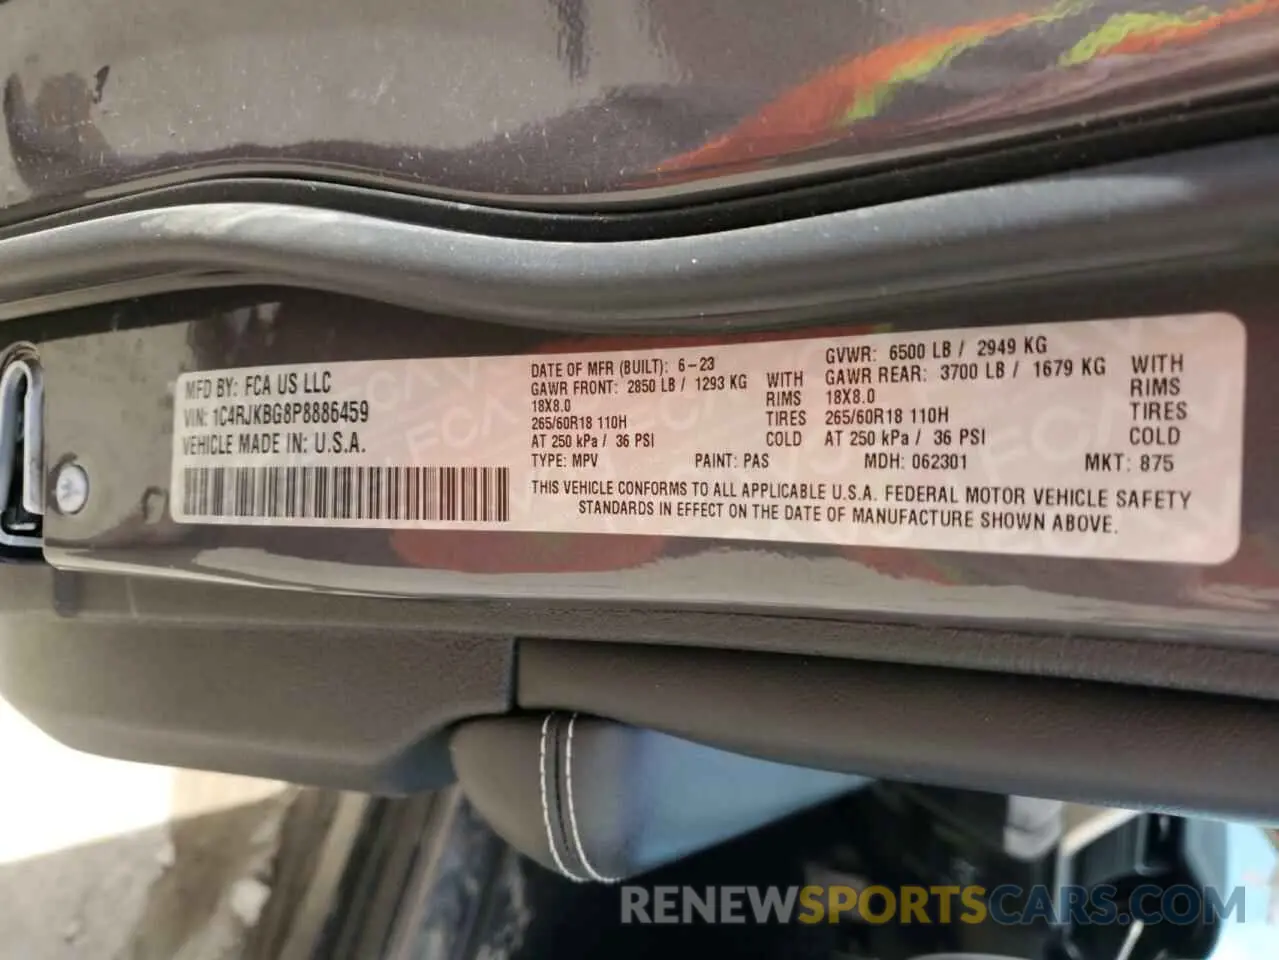 MFD BY: FCA US LLC
VIN: 1C4RJKBG8P8886459
VEHICLE MADE IN: U.S.A.
DATE OF MFR (BUILT): 6-23
GAWR FRONT: 2850 LB / 1293 KG WITH
18X8.0 RIMS
265/60R18 110H TIRES
AT 250 kPa / 36 PSI COLD
GVWR: 6500 LB / 2949 KG
GAWR REAR: 3700 LB / 1679 KG WITH
18X8.0 RIMS
265/60R18 110H TIRES
AT 250 kPa / 36 PSI COLD
TYPE: MPV PAINT: PAS MDH: 062301 MKT: 875
THIS VEHICLE CONFORMS TO ALL APPLICABLE U.S.A. FEDERAL MOTOR VEHICLE SAFETY
STANDARDS IN EFFECT ON THE DATE OF MANUFACTURE SHOWN ABOVE.
RENEWSPORTSCARS.COM